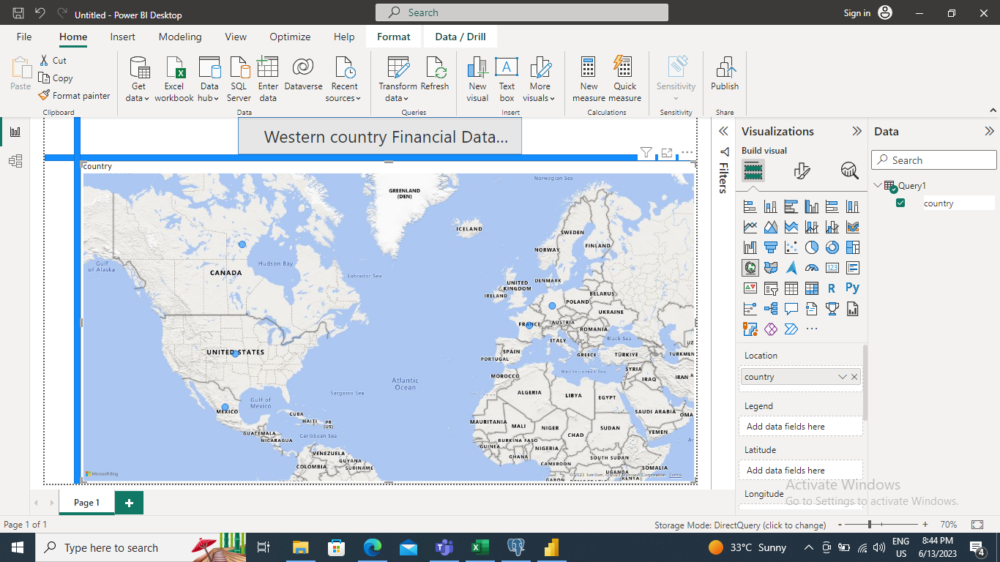 Untitled - Power BI Desktop
Search
Sign in
File
Home
Insert
Modeling
View
Optimize
Help
Format
Data / Drill
Paste
Cut
Copy
Format painter
Clipboard
Get data
Excel workbook
Data hub
SQL Server
Enter data
Dataverse
Recent sources
Data
Transform data
Refresh
Queries
New visual
Text box
More visuals
Insert
New measure
Quick measure
Calculations
Sensitivity
Sensitivity
Publish
Share
Western country Financial Data...
country
Norwegian Sea
GREENLAND
(DEN)
ICELAND
SWEDEN
FINLAND
NORWAY
Gulf
of Alaska
Hudson Bay
CANADA
Labrador Sea
UNITED
KINGDOM
DENMARK
IRELAND
BELARUS
POLAND
UKRAINE
FRANCE
AUSTRIA
ROMANIA
ITALY
Black Sea
UZ
UNITED STATES
SPAIN
GREECE
TÜRKIYE
TURKMEN
PORTUGAL
Mediterranean Sea
SYRIA
Atlantic
Ocean
MOROCCO
IRAQ
IRAN
A
Sargasso Sea
ALGERIA
LIBYA
EGYPT
Gulf of
Mexico
MEXICO
CUBA
HAITI
PR
(US)
SAUDI ARABIA
OMA
MAURITANIA
MALI
NIGER
CHAD
SUDAN
YEMEN
Ar
GUATEMALA
NICARAGUA
Caribbean Sea
BURKINA FASO
GUINEA
NIGERIA
GHANA
VENEZUELA
GUYANA
COLOMBIA
SURINAME
SOUTH SUDAN
CAMEROON
UGANDA
SOMALIA
KENYA
GABON
Microsoft Bing
© 2023 TomTom, © 2023 Microsoft Corporation Terms
Filters
Visualizations
Build visual
123
R
Py
Location
country
Legend
Add data fields here
Latitude
Add data fields here
Longitude
Data
Search
Query1
country
Activate Windows
Go to Settings to activate Windows.
Page 1
Page 1 of 1
Storage Mode: DirectQuery (click to change)
- + 70%
Type here to search
33°C Sunny
ENG
US
8:44 PM
6/13/2023
4